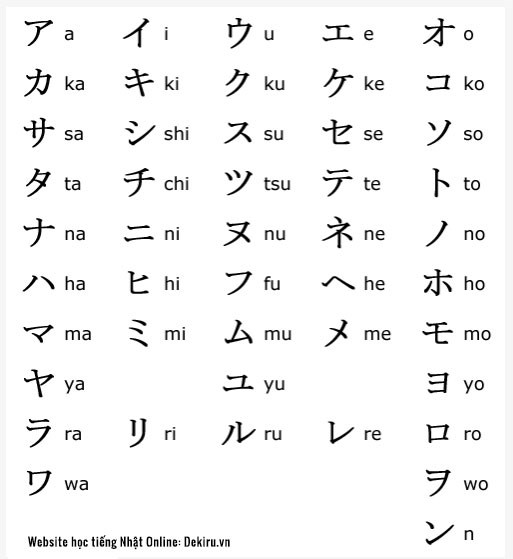 ア a イ i ウ u エ e オ o
カ ka キ ki ク ku ケ ke コ ko
サ sa シ shi ス su セ se ソ so
タ ta チ chi ツ tsu テ te ト to
ナ na ニ ni ヌ nu ネ ne ノ no
ハ ha ヒ hi フ fu ヘ he ホ ho
マ ma ミ mi ム mu メ me モ mo
ヤ ya ユ yu ヨ yo
ラ ra リ ri ル ru レ re ロ ro
ワ wa ヲ wo
ン n
Website học tiếng Nhật Online: Dekiru.vn